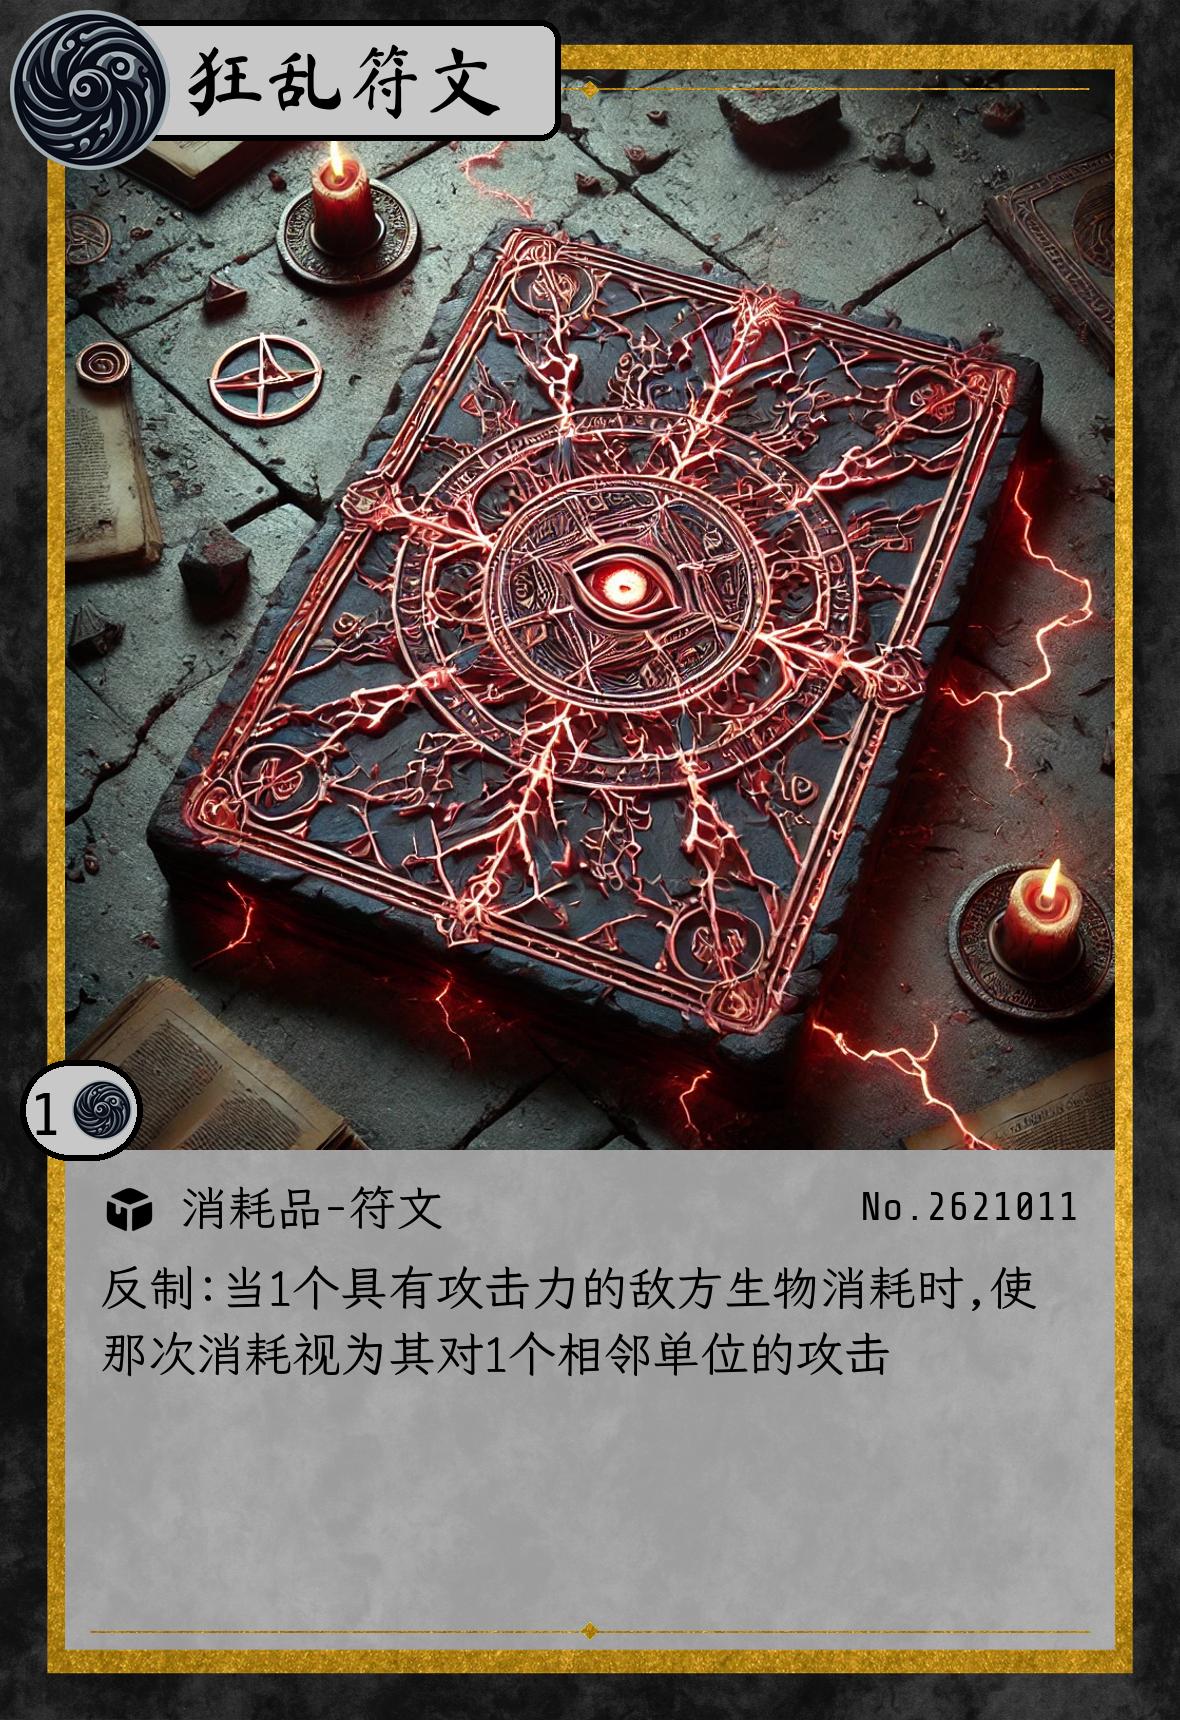 狂乱符文
1
消耗品-符文
No.2621011
反制:当1个具有攻击力的敌方生物消耗时,使
那次消耗视为其对1个相邻单位的攻击